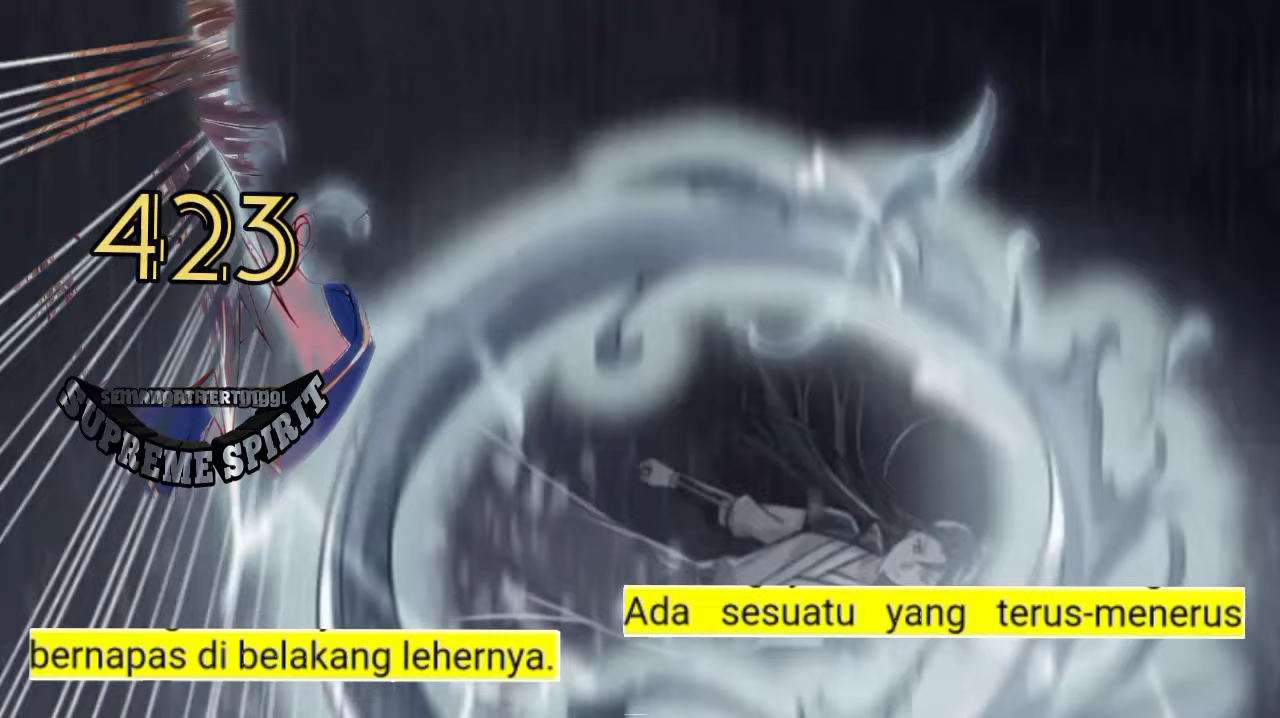 423
SUPREME SPIRIT
Ada sesuatu yang terus-menerus
bernapas di belakang lehernya.